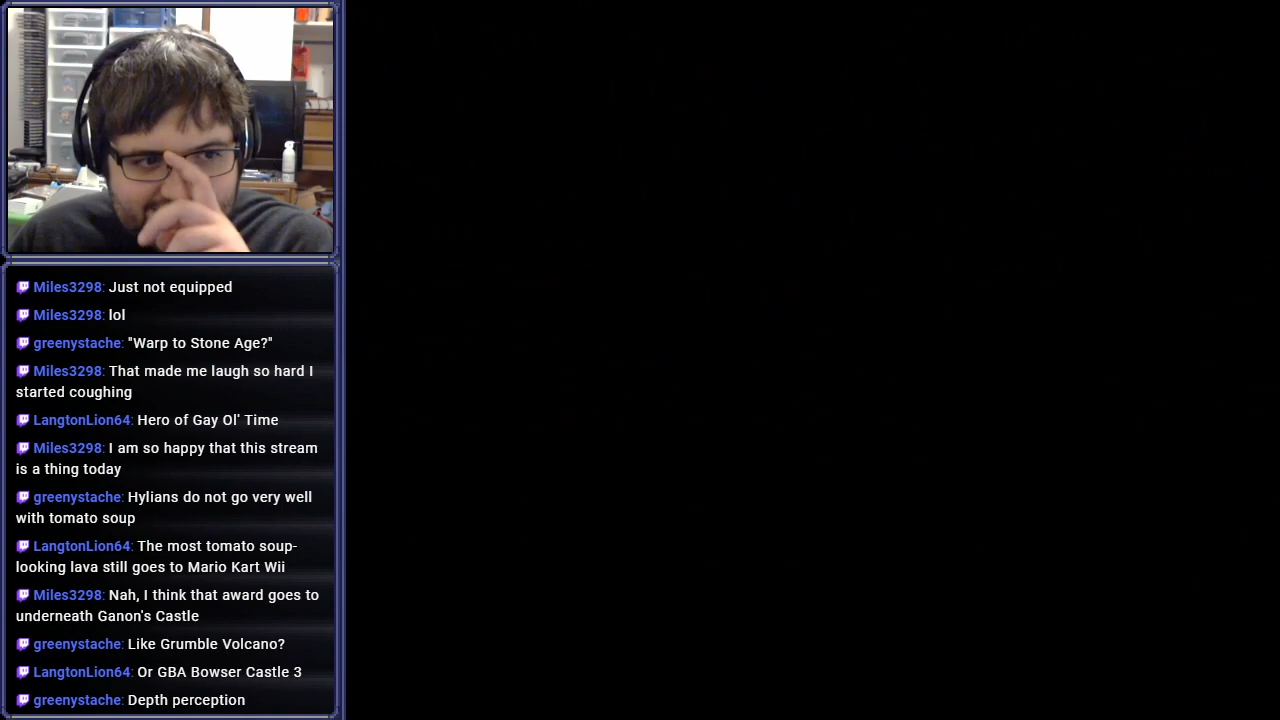 Miles3298: Just not equipped
Miles3298: lol
greenystache: "Warp to Stone Age?"
Miles3298: That made me laugh so hard I
started coughing
LangtonLion64: Hero of Gay Ol' Time
Miles3298: I am so happy that this stream
is a thing today
greenystache: Hylians do not go very well
with tomato soup
LangtonLion64: The most tomato soup-
looking lava still goes to Mario Kart Wii
Miles3298: Nah, I think that award goes to
underneath Ganon's Castle
greenystache: Like Grumble Volcano?
LangtonLion64: Or GBA Bowser Castle 3
greenystache: Depth perception